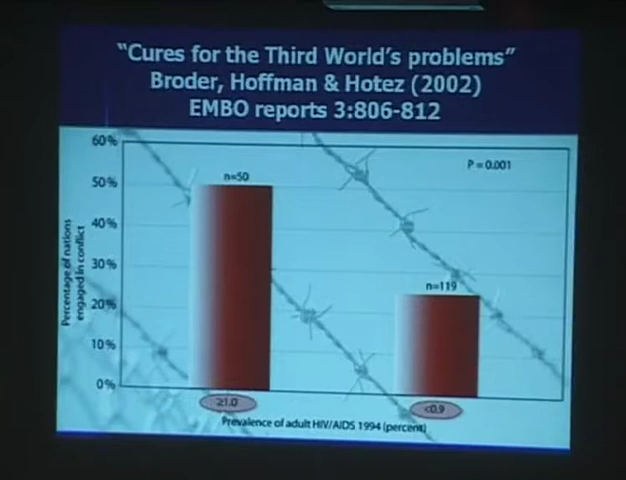 "Cures for the Third World's problems"
Broder, Hoffman & Hotez (2002)
EMBO reports 3:806-812
60%
P = 0.001
n=50
50%
40%
Percentage of nations
engaged in conflict
30%
n=119
20%
10%
0%
≥1.0
<0.9
Prevalence of adult HIV/AIDS 1994 (percent)